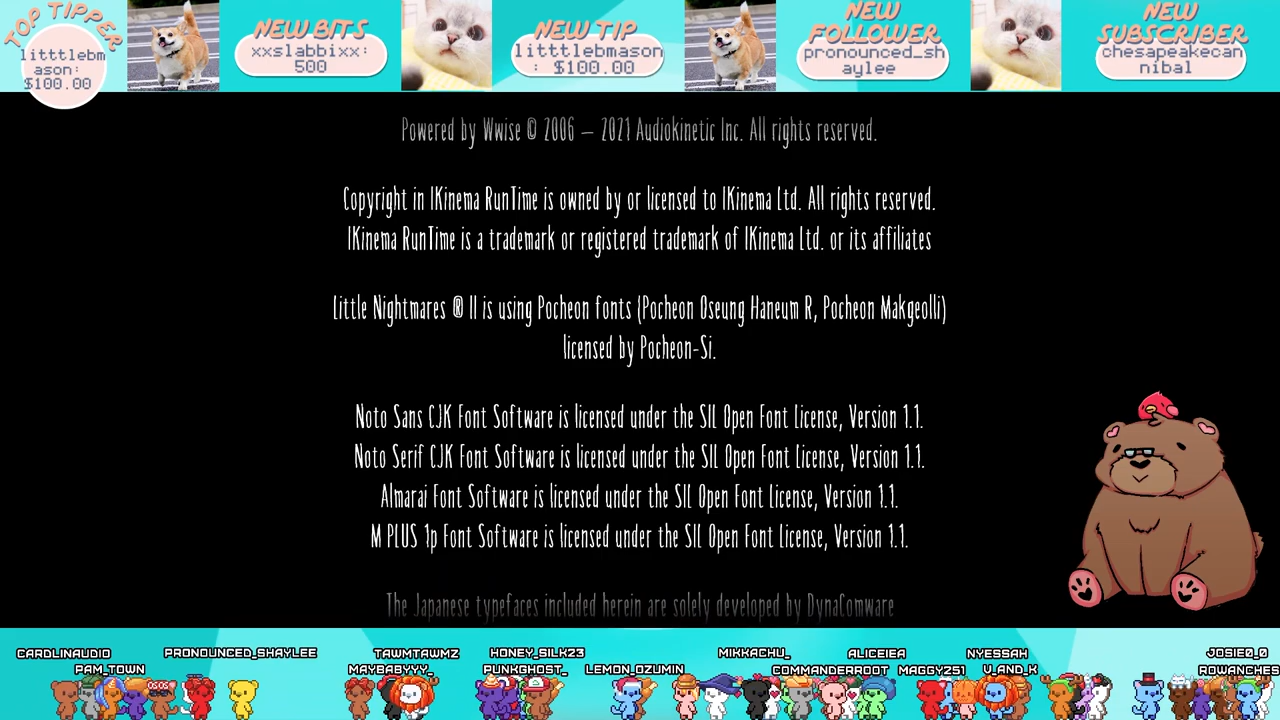 TOP TIPPER
litttlebm
ason:
$100.00
NEW BITS
xxslabbixx:
500
NEW TIP
litttlebmason
: $100.00
NEW
FOLLOWER
pronounced_sh
aylee
NEW
SUBSCRIBER
chesapeakecan
nibal
Powered by Wwise © 2006 – 2021 Audiokinetic Inc. All rights reserved.
Copyright in IKinema RunTime is owned by or licensed to IKinema Ltd. All rights reserved.
IKinema RunTime is a trademark or registered trademark of IKinema Ltd. or its affiliates
Little Nightmares ® II is using Pocheon fonts (Pocheon Oseung Haneum R, Pocheon Makgeolli)
licensed by Pocheon-Si.
Noto Sans CJK Font Software is licensed under the SIL Open Font License, Version 1.1.
Noto Serif CJK Font Software is licensed under the SIL Open Font License, Version 1.1.
Almarai Font Software is licensed under the SIL Open Font License, Version 1.1.
M PLUS 1p Font Software is licensed under the SIL Open Font License, Version 1.1.
The Japanese typefaces included herein are solely developed by DynaComware
CARDLINAUDIO PRONOUNCED_SHAYLEE TAWMTAWMZ HONEY_SILK23 MIKKACHU_ ALICEIEA NYESSAH JOSIE0_0
PAM_TOWN MAYBABYYY_ PUNKGHOST_ LEMON_OZUMIN COMMANDERROOT MAGGY251 V_AND_K ROWANCHES